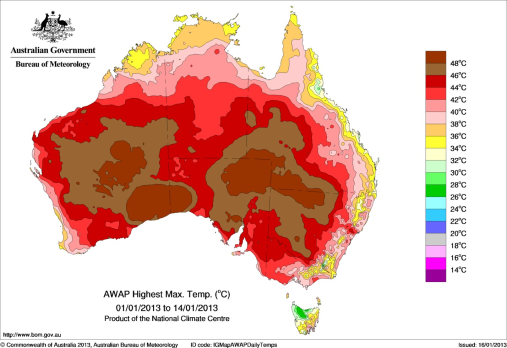 Australian Government
Bureau of Meteorology
48°C
46°C
44°C
42°C
40°C
38°C
36°C
34°C
32°C
30°C
28°C
26°C
24°C
22°C
20°C
18°C
16°C
14°C
AWAP Highest Max. Temp. (°C)
01/01/2013 to 14/01/2013
Product of the National Climate Centre
http://www.bom.gov.au
© Commonwealth of Australia 2013, Australian Bureau of Meteorology ID code: IGMapAWAPDailyTemps Issued: 16/01/2013